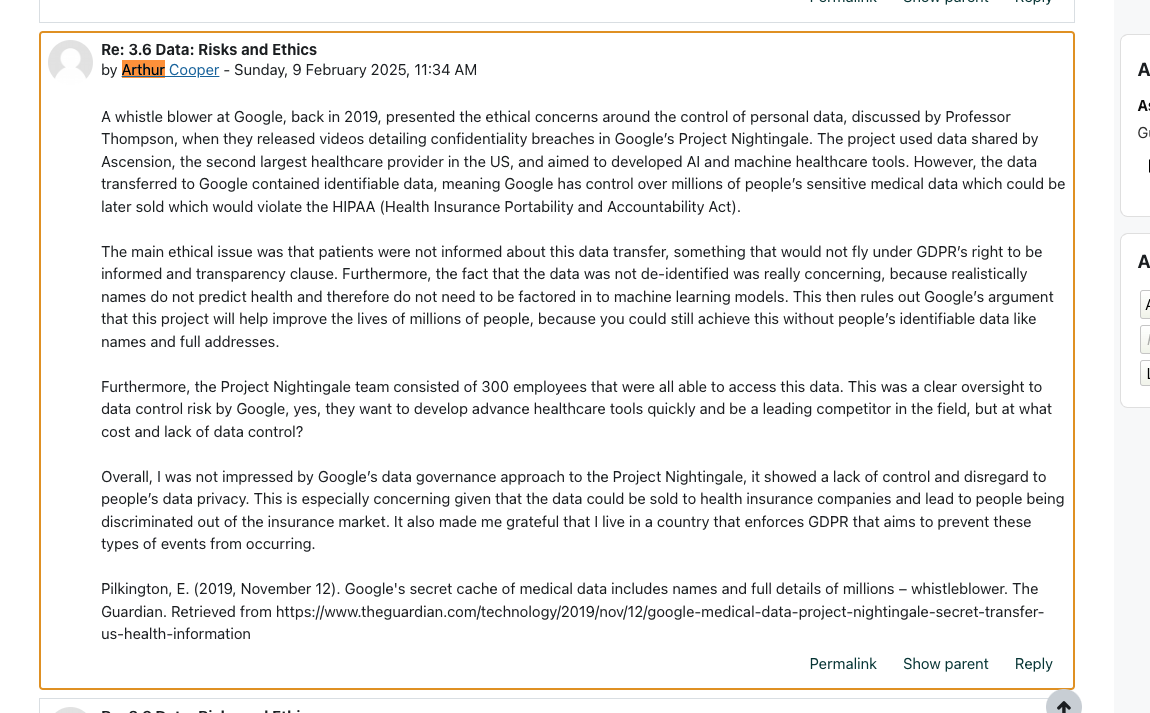 Re: 3.6 Data: Risks and Ethics
by Arthur Cooper - Sunday, 9 February 2025, 11:34 AM
A whistle blower at Google, back in 2019, presented the ethical concerns around the control of personal data, discussed by Professor
Thompson, when they released videos detailing confidentiality breaches in Google’s Project Nightingale. The project used data shared by
Ascension, the second largest healthcare provider in the US, and aimed to developed AI and machine healthcare tools. However, the data
transferred to Google contained identifiable data, meaning Google has control over millions of people’s sensitive medical data which could be
later sold which would violate the HIPAA (Health Insurance Portability and Accountability Act).
The main ethical issue was that patients were not informed about this data transfer, something that would not fly under GDPR’s right to be
informed and transparency clause. Furthermore, the fact that the data was not de-identified was really concerning, because realistically
names do not predict health and therefore do not need to be factored in to machine learning models. This then rules out Google’s argument
that this project will help improve the lives of millions of people, because you could still achieve this without people’s identifiable data like
names and full addresses.
Furthermore, the Project Nightingale team consisted of 300 employees that were all able to access this data. This was a clear oversight to
data control risk by Google, yes, they want to develop advance healthcare tools quickly and be a leading competitor in the field, but at what
cost and lack of data control?
Overall, I was not impressed by Google’s data governance approach to the Project Nightingale, it showed a lack of control and disregard to
people’s data privacy. This is especially concerning given that the data could be sold to health insurance companies and lead to people being
discriminated out of the insurance market. It also made me grateful that I live in a country that enforces GDPR that aims to prevent these
types of events from occurring.
Pilkington, E. (2019, November 12). Google's secret cache of medical data includes names and full details of millions – whistleblower. The
Guardian. Retrieved from https://www.theguardian.com/technology/2019/nov/12/google-medical-data-project-nightingale-secret-transfer-
us-health-information
Permalink Show parent Reply